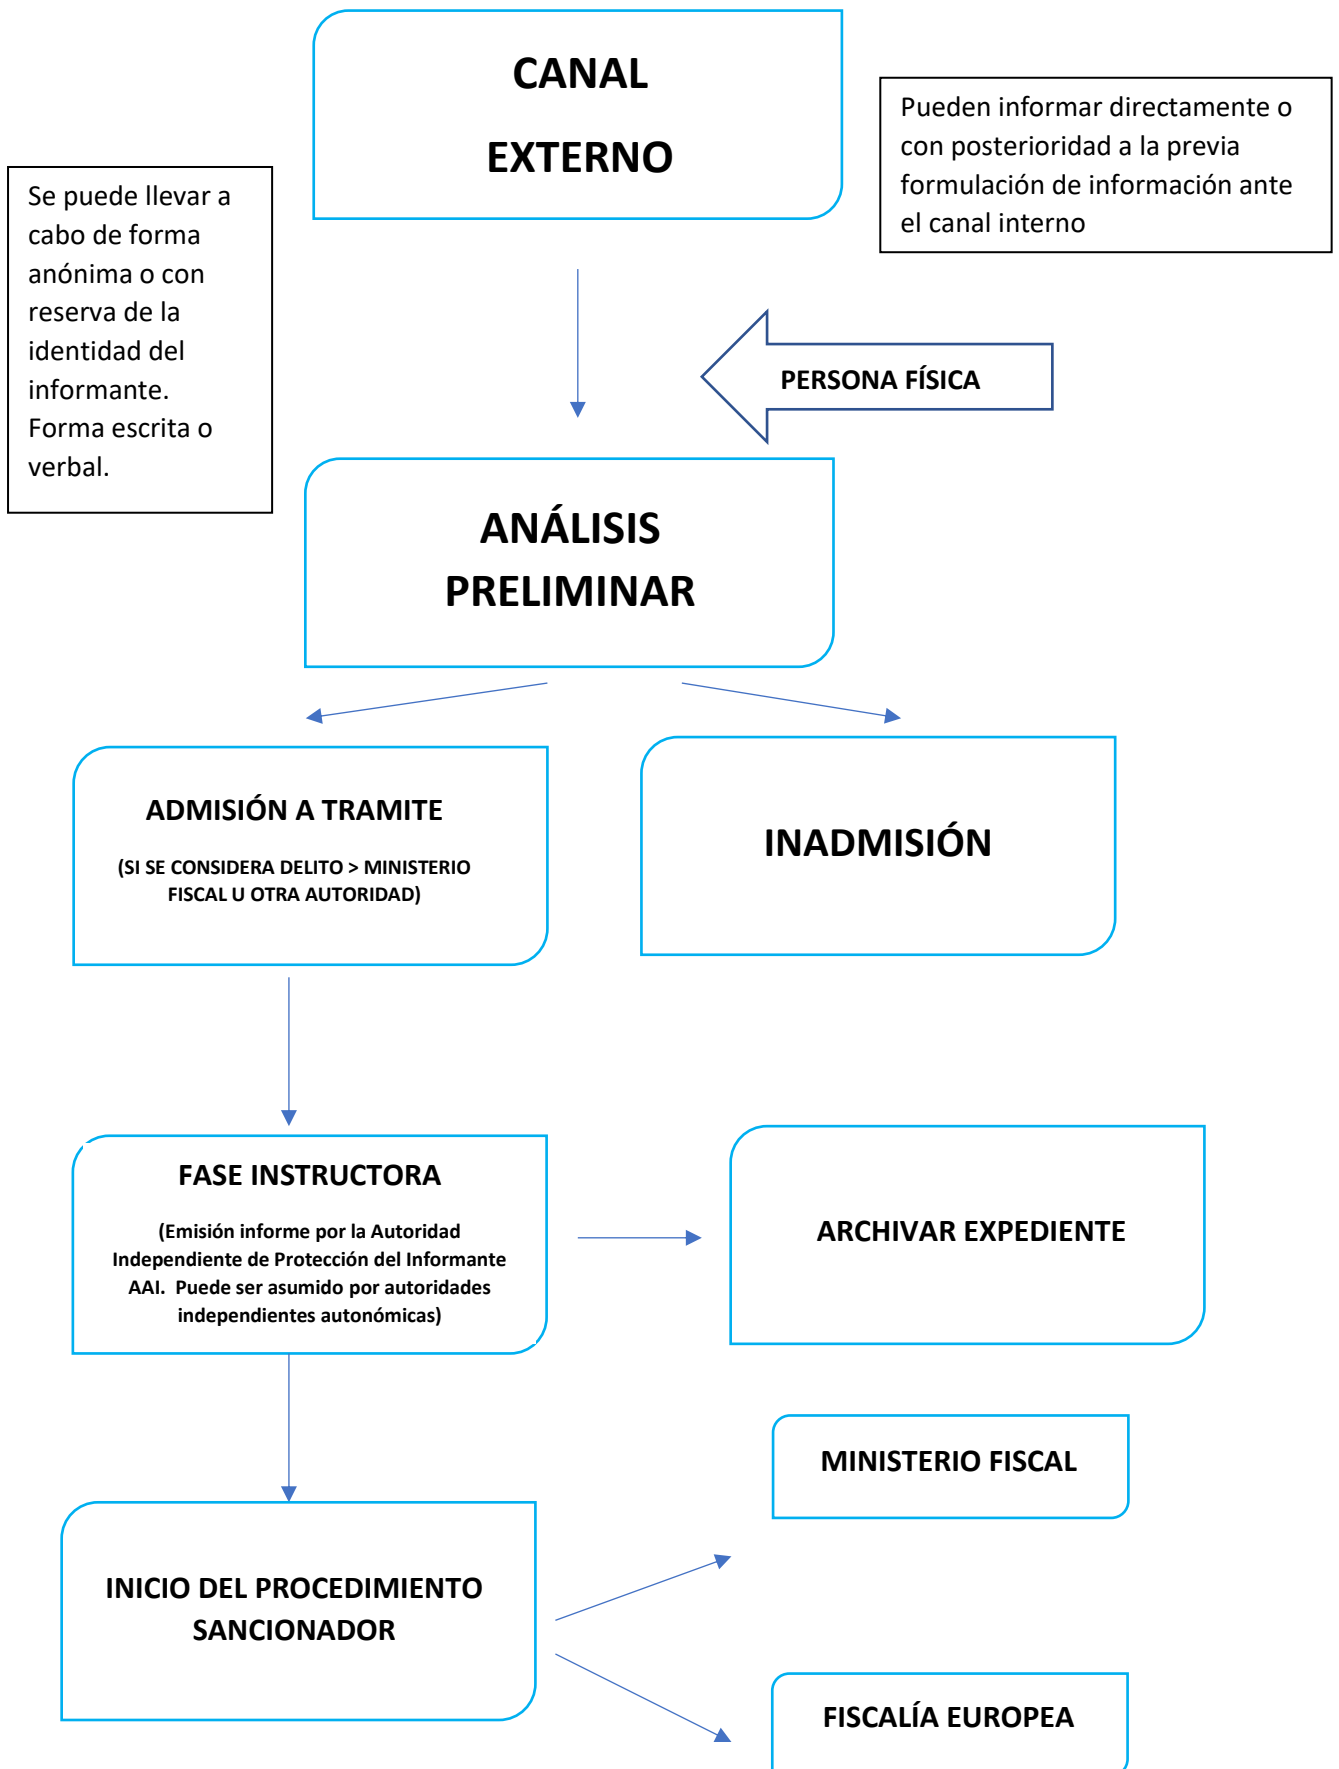 CANAL
EXTERNO
Pueden informar directamente o
con posterioridad a la previa
formulación de información ante
el canal interno
Se puede llevar a
cabo de forma
anónima o con
reserva de la
identidad del
informante.
Forma escrita o
verbal.
PERSONA FÍSICA
ANÁLISIS
PRELIMINAR
ADMISIÓN A TRAMITE
(SI SE CONSIDERA DELITO > MINISTERIO
FISCAL U OTRA AUTORIDAD)
INADMISIÓN
FASE INSTRUCTORA
(Emisión informe por la Autoridad
Independiente de Protección del Informante
AAI. Puede ser asumido por autoridades
independientes autonómicas)
ARCHIVAR EXPEDIENTE
MINISTERIO FISCAL
INICIO DEL PROCEDIMIENTO
SANCIONADOR
FISCALÍA EUROPEA